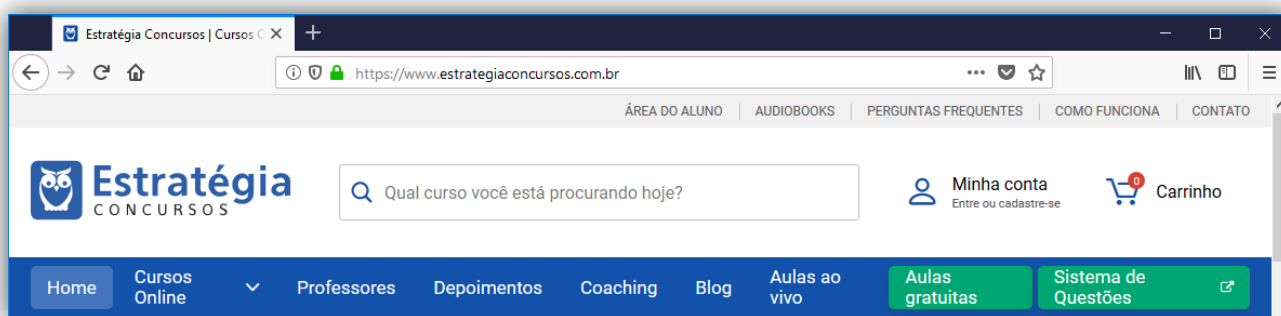 Estratégia Concursos | Cursos
https://www.estrategiaconcursos.com.br
ÁREA DO ALUNO | AUDIOBOOKS | PERGUNTAS FREQUENTES | COMO FUNCIONA | CONTATO
Estratégia
CONCURSOS
Qual curso você está procurando hoje?
Minha conta
Entre ou cadastre-se
0
Carrinho
Home
Cursos
Online
Professores
Depoimentos
Coaching
Blog
Aulas ao
vivo
Aulas
gratuitas
Sistema de
Questões